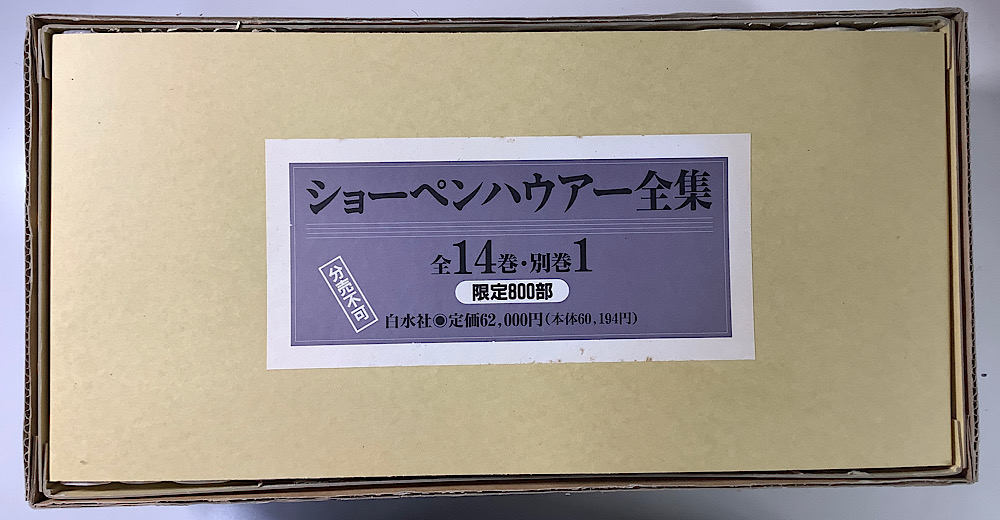 ショーペンハウアー全集
全14巻・別巻1
限定800部
分売不可
白水社◉定価62,000円(本体60,194円)